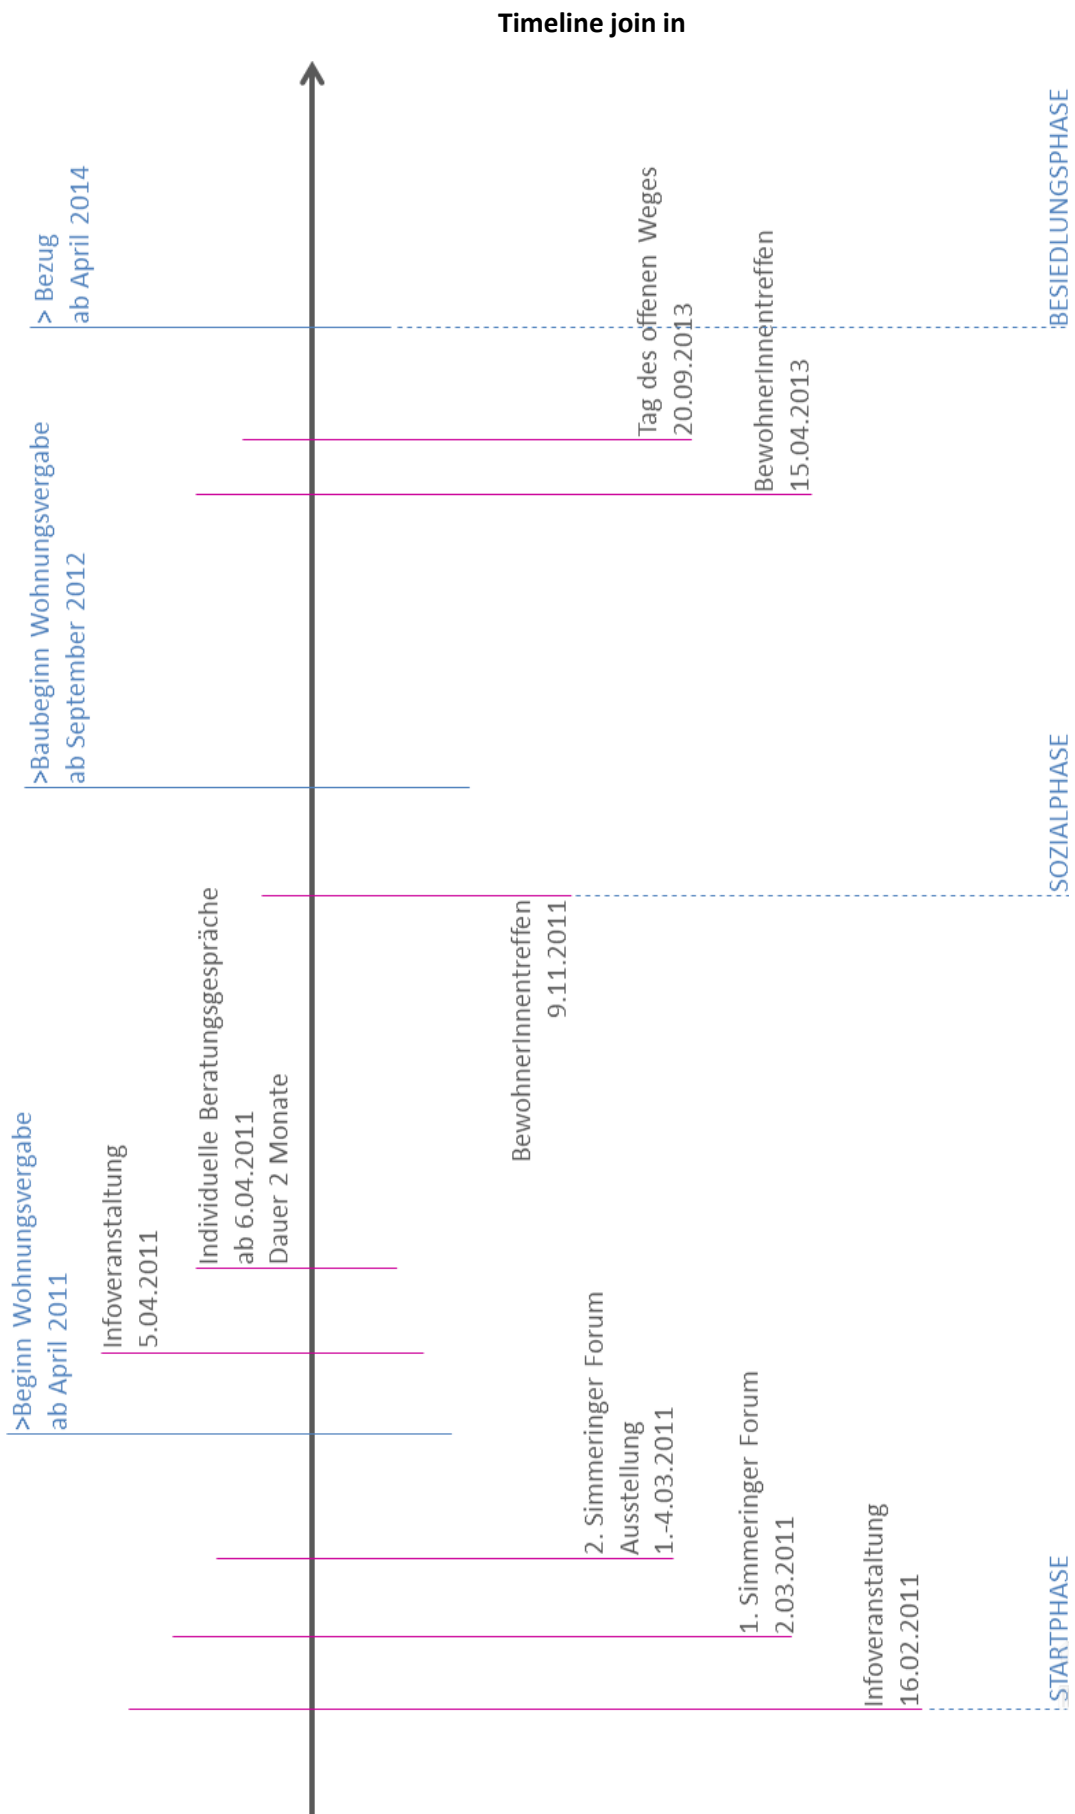 Timeline join in
>Beginn Wohnungsvergabe
ab April 2011
Infoveranstaltung
5.04.2011
Individuelle Beratungsgespräche
ab 6.04.2011
Dauer 2 Monate
>Baubeginn Wohnungsvergabe
ab September 2012
> Bezug
ab April 2014
BewohnerInnentreffen
9.11.2011
2. Simmeringer Forum
Ausstellung
1.-4.03.2011
1. Simmeringer Forum
2.03.2011
Infoveranstaltung
16.02.2011
Tag des offenen Weges
20.09.2013
BewohnerInnentreffen
15.04.2013
STARTPHASE
SOZIALPHASE
BESIEDLUNGSPHASE